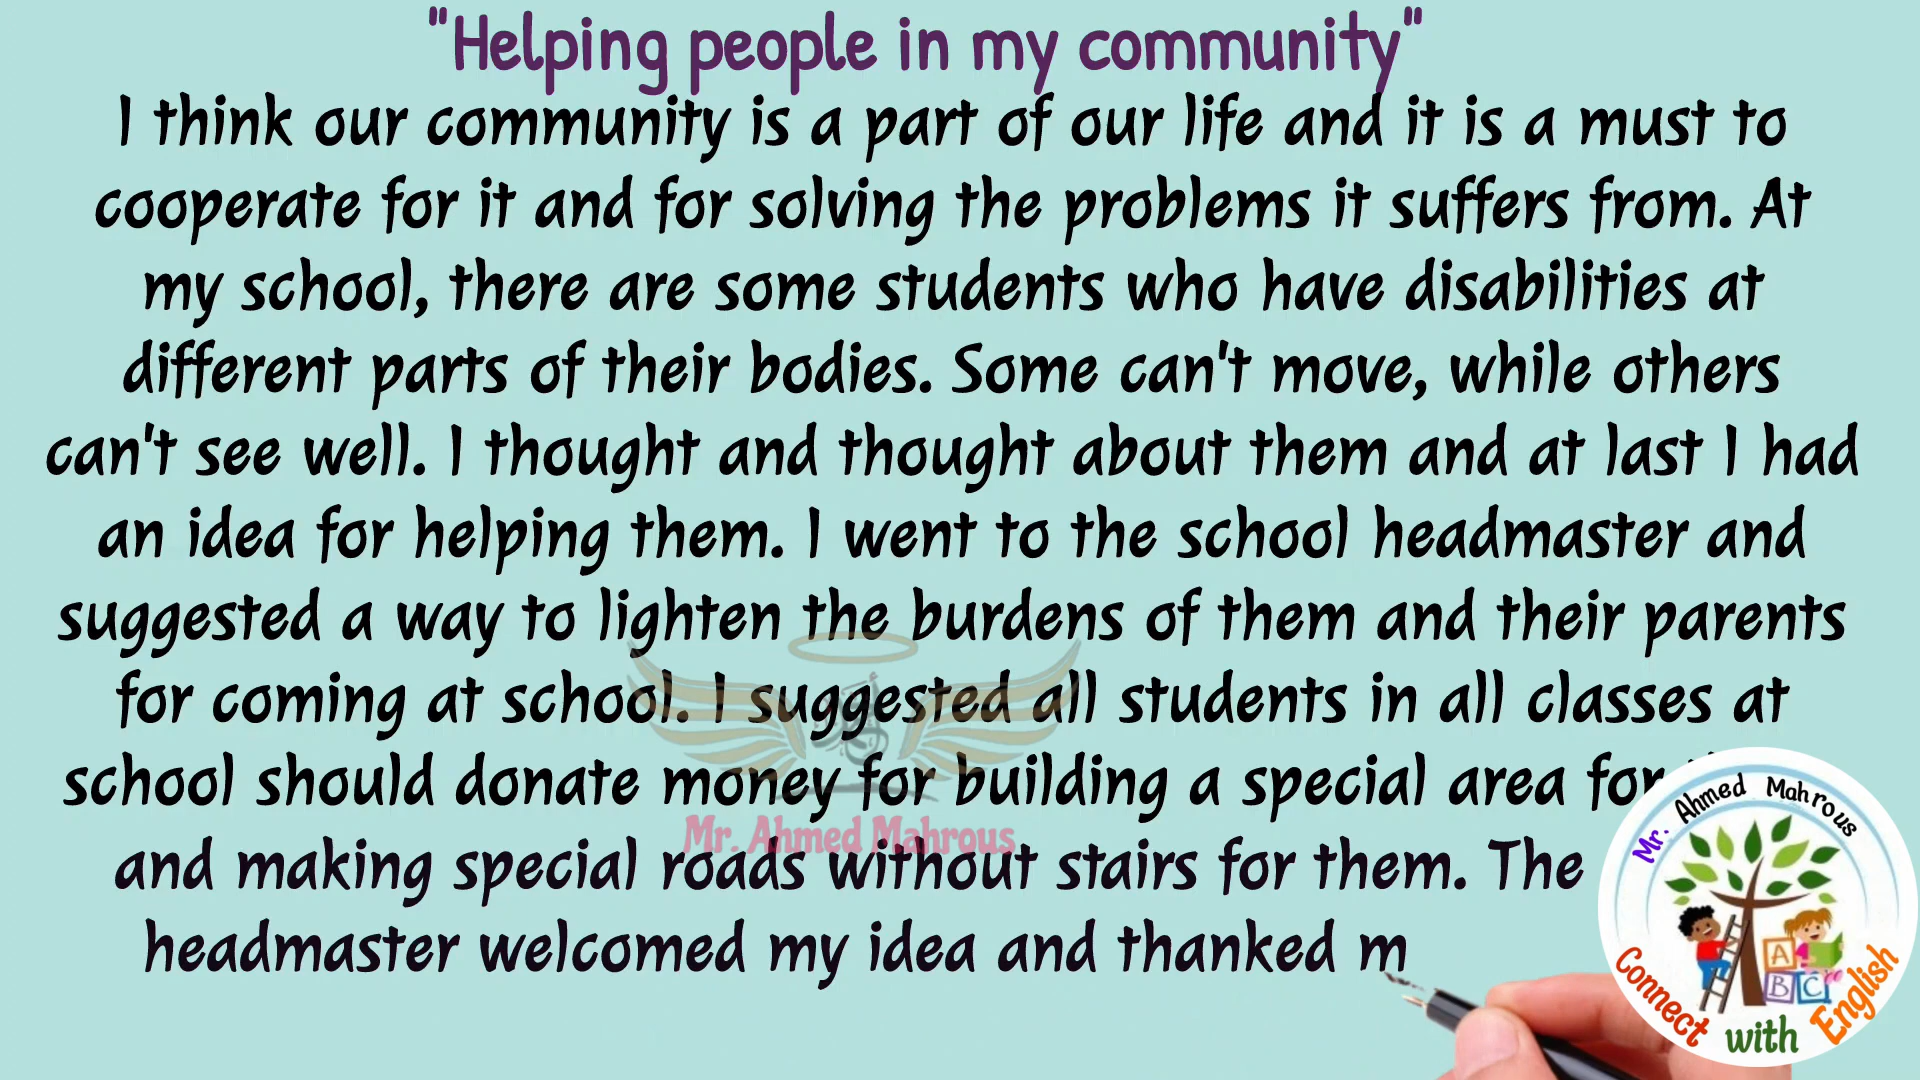 "Helping people in my community"
I think our community is a part of our life and it is a must to
cooperate for it and for solving the problems it suffers from. At
my school, there are some students who have disabilities at
different parts of their bodies. Some can't move, while others
can't see well. I thought and thought about them and at last I had
an idea for helping them. I went to the school headmaster and
suggested a way to lighten the burdens of them and their parents
for coming at school. I suggested all students in all classes at
school should donate money for building a special area for
and making special roads without stairs for them. The
headmaster welcomed my idea and thanked m
Mr. Ahmed Mahrous
Mr. Ahmed Mahrous
A
B C
Connect with English